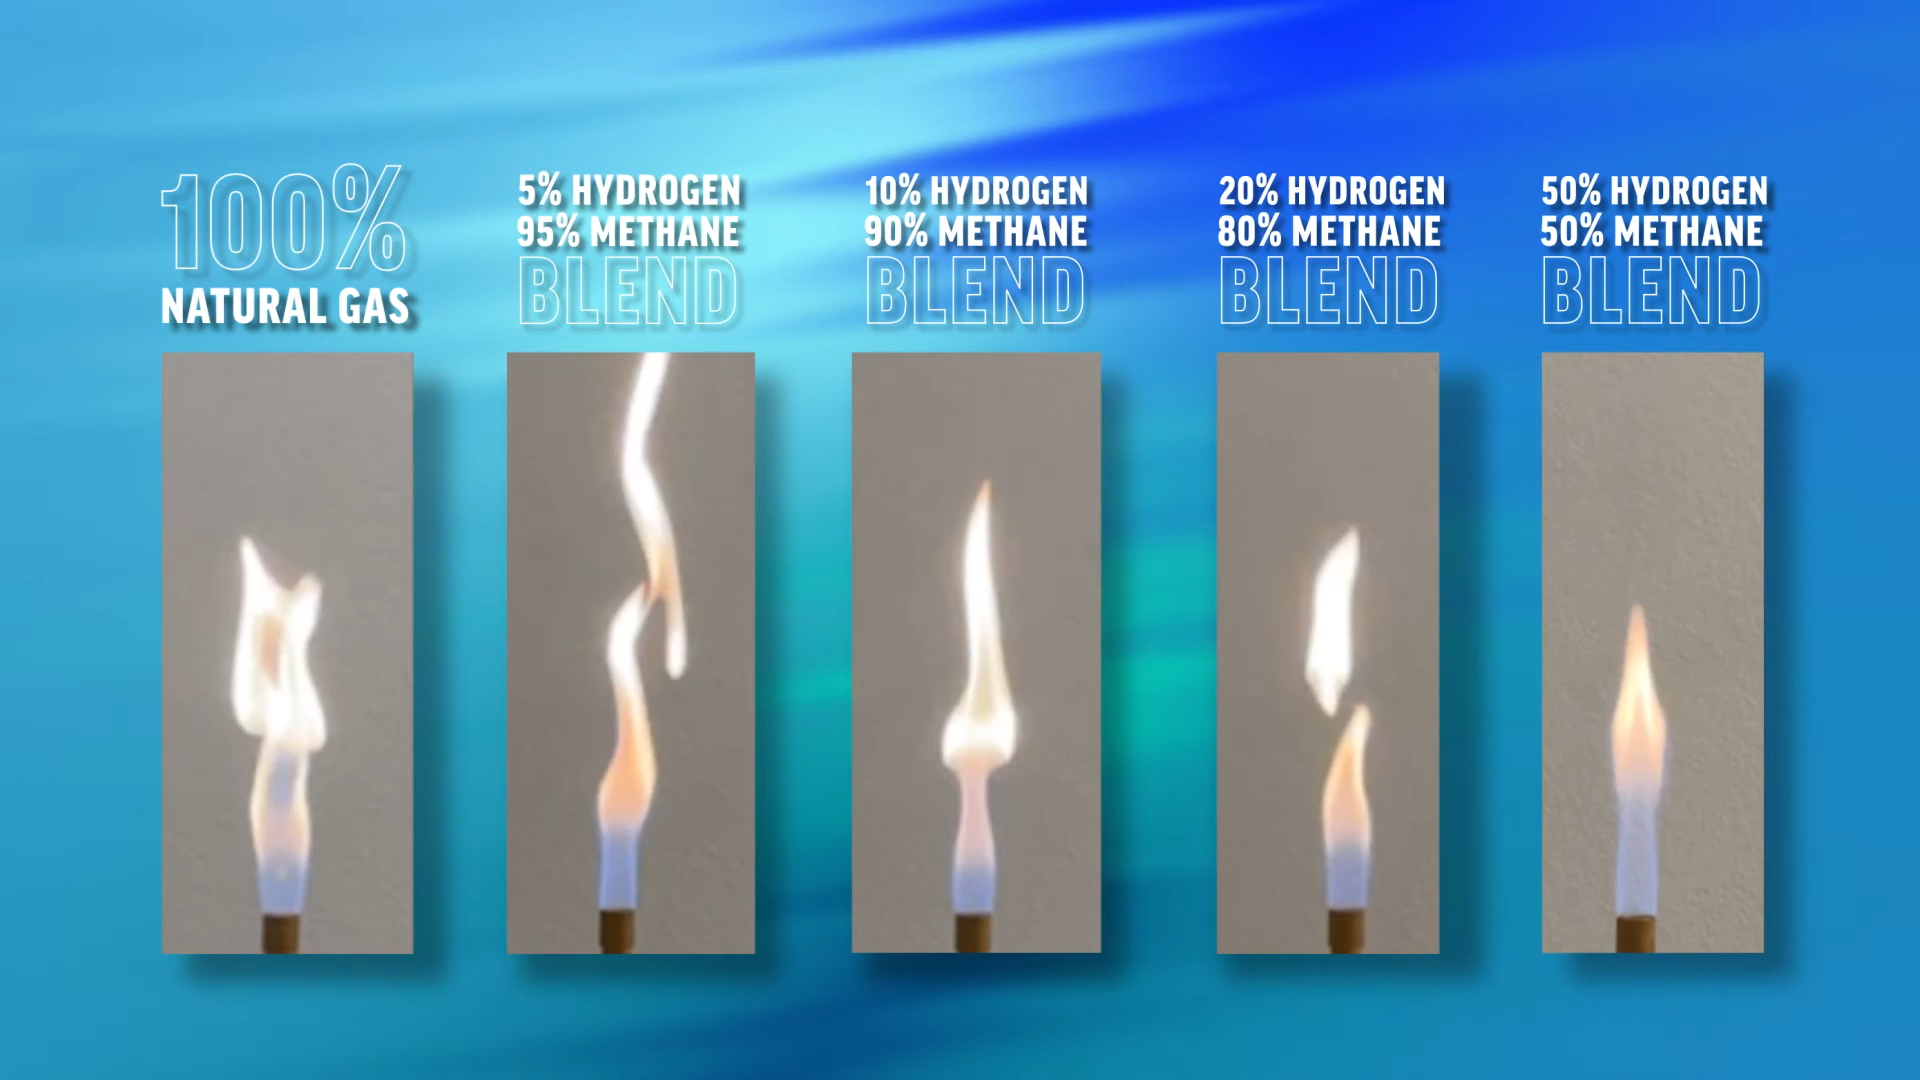 100%
NATURAL GAS
5% HYDROGEN
95% METHANE
BLEND
10% HYDROGEN
90% METHANE
BLEND
20% HYDROGEN
80% METHANE
BLEND
50% HYDROGEN
50% METHANE
BLEND